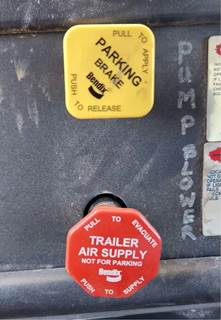 PULL TO APPLY
PARKING
BRAKE
Bendix
PUSH TO RELEASE
PUMP BLOWER
PULL TO EVACUATE
TRAILER
AIR SUPPLY
NOT FOR PARKING
Bendix
PUSH TO SUPPLY